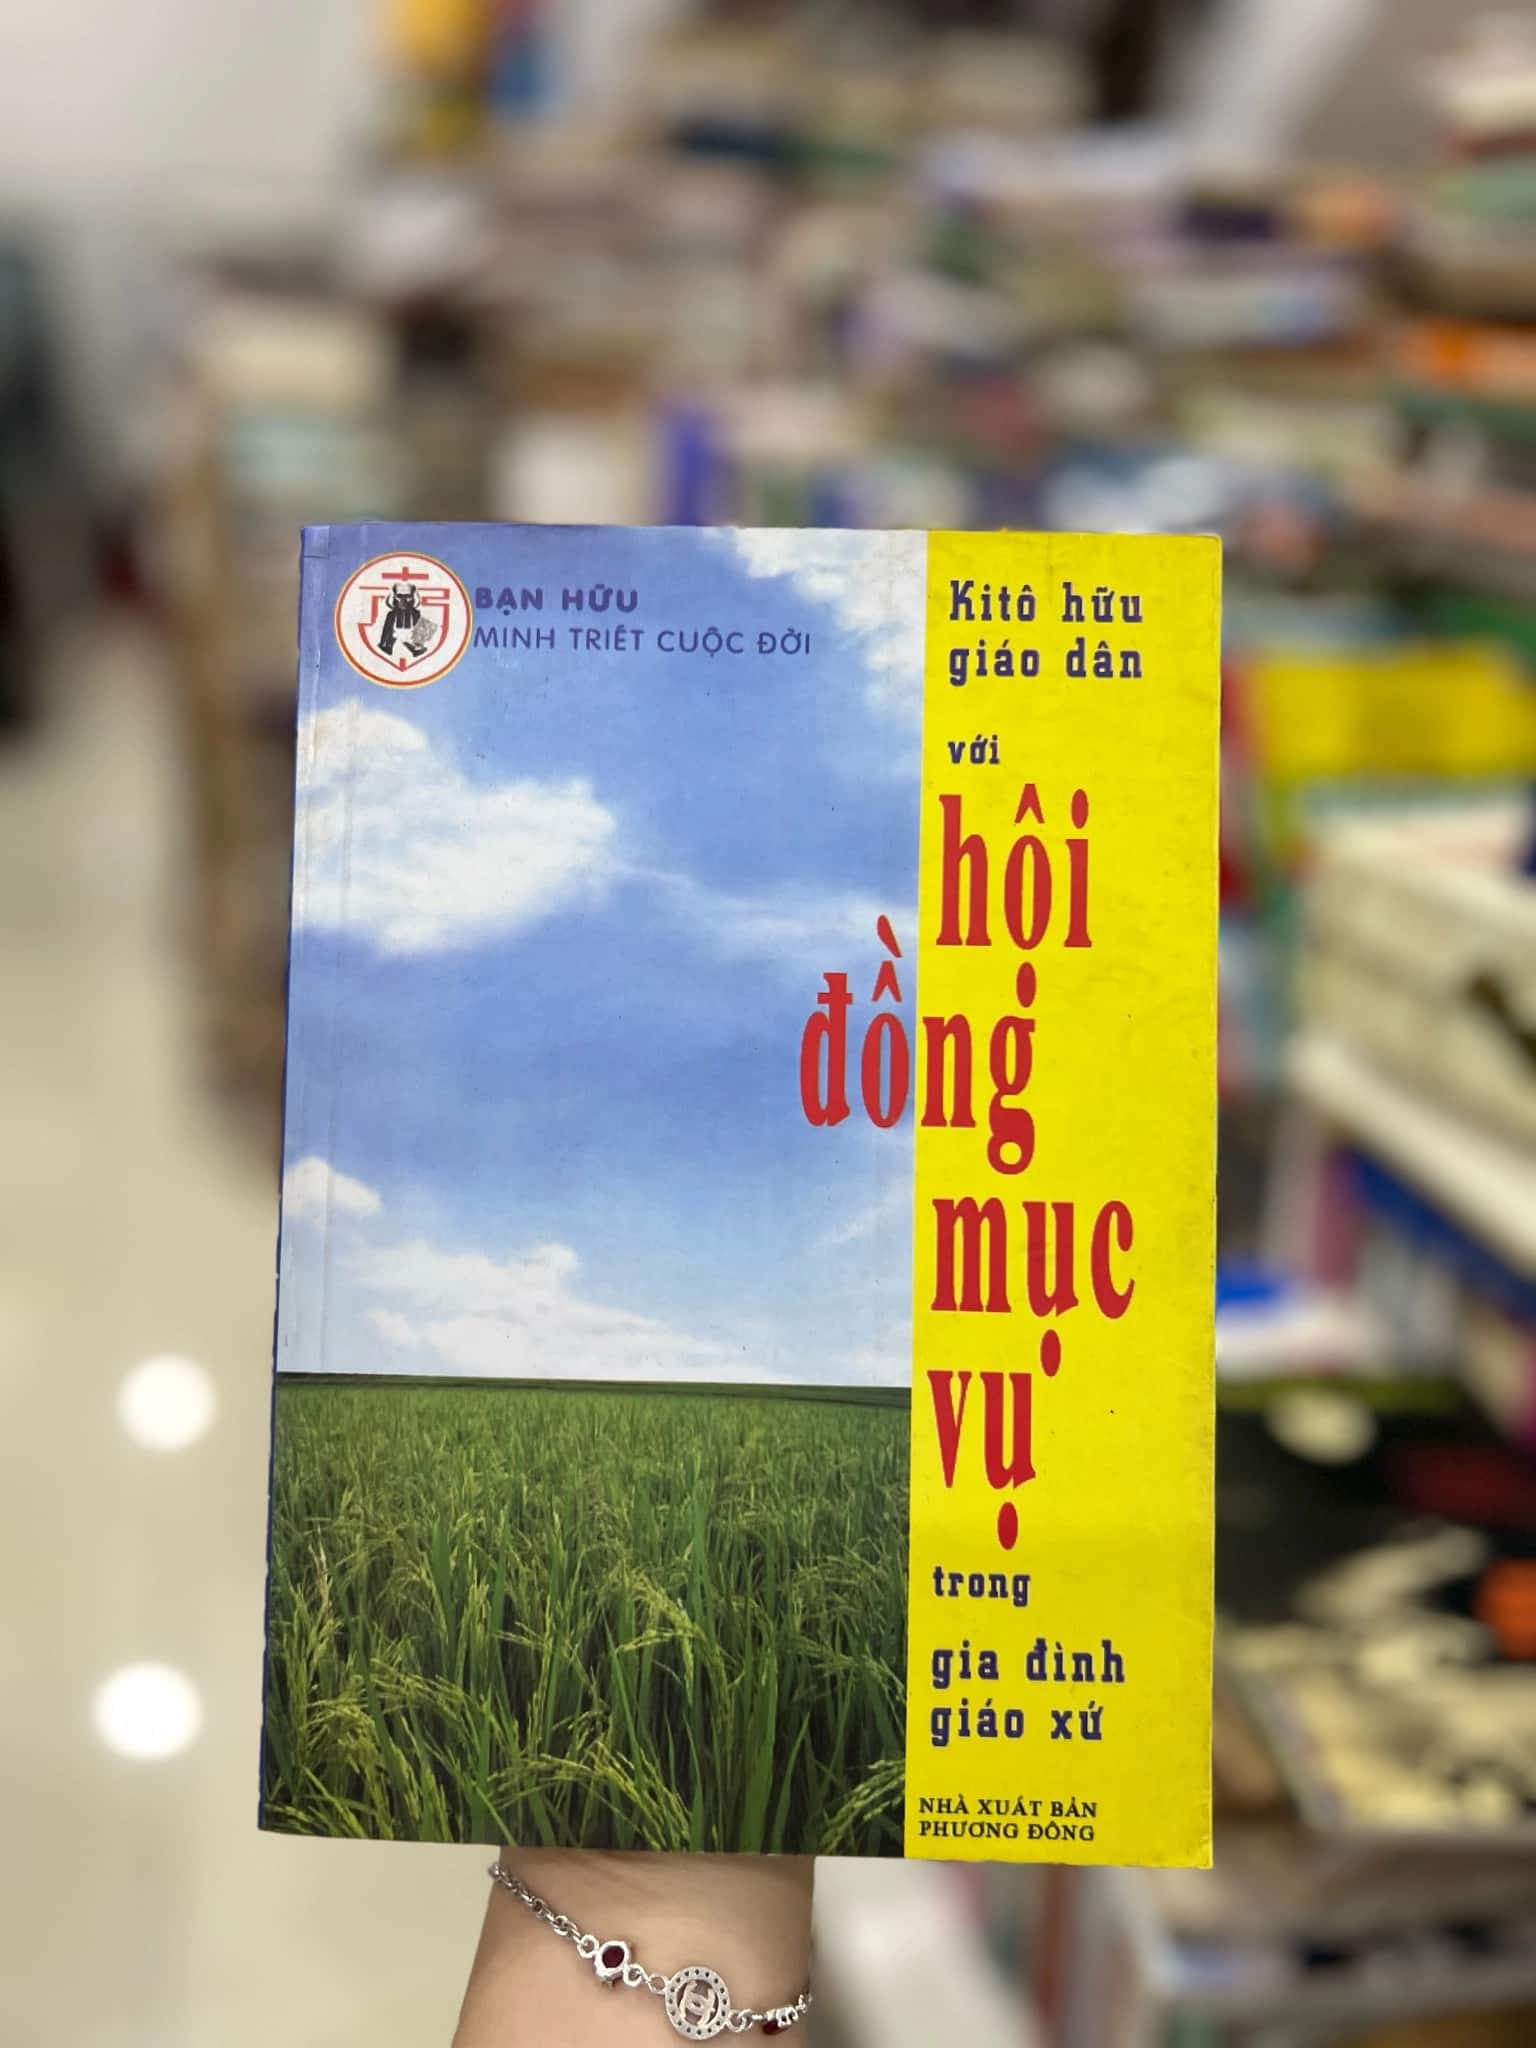 BẠN HỮU
MINH TRIẾT CUỘC ĐỜI
Kitô hữu
giáo dân
với
hội
đồng
mục
vụ
trong
gia đình
giáo xứ
NHÀ XUẤT BẢN
PHƯƠNG ĐÔNG